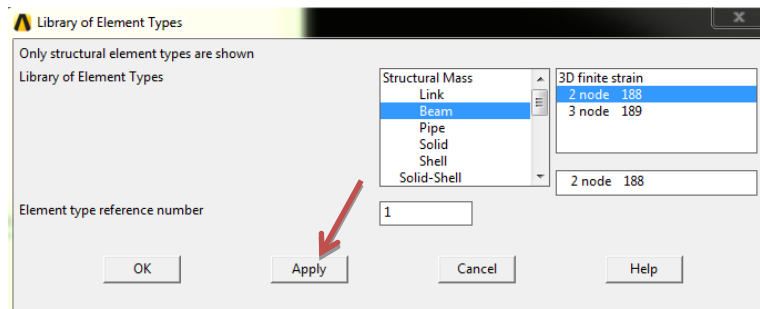 Library of Element Types
Only structural element types are shown
Library of Element Types
Structural Mass
Link
Beam
Pipe
Solid
Shell
Solid-Shell
3D finite strain
2 node 188
3 node 189
2 node 188
Element type reference number
1
OK Apply Cancel Help